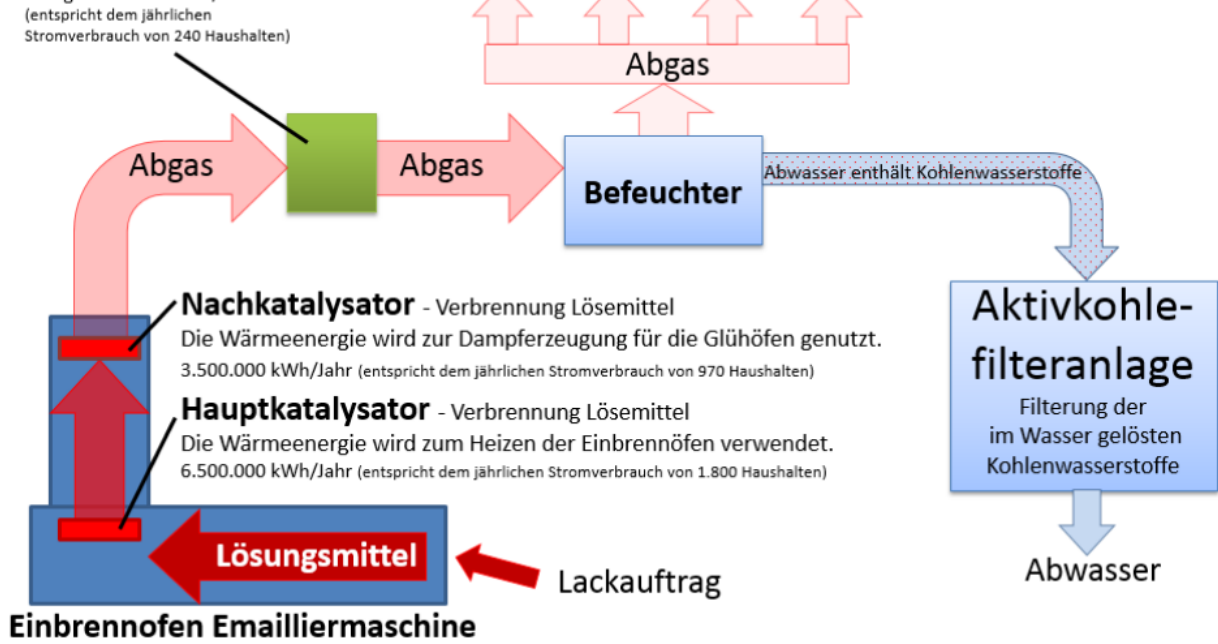 (entspricht dem jährlichen
Stromverbrauch von 240 Haushalten)
Abgas
Abgas
Abgas
Befeuchter
Abwasser enthält Kohlenwasserstoffe
Nachkatalysator - Verbrennung Lösemittel
Die Wärmeenergie wird zur Dampferzeugung für die Glühöfen genutzt.
3.500.000 kWh/Jahr (entspricht dem jährlichen Stromverbrauch von 970 Haushalten)
Hauptkatalysator - Verbrennung Lösemittel
Die Wärmeenergie wird zum Heizen der Einbrennöfen verwendet.
6.500.000 kWh/Jahr (entspricht dem jährlichen Stromverbrauch von 1.800 Haushalten)
Aktivkohle-
filteranlage
Filterung der
im Wasser gelösten
Kohlenwasserstoffe
Lösungsmittel
Lackauftrag
Abwasser
Einbrennofen Emailliermaschine